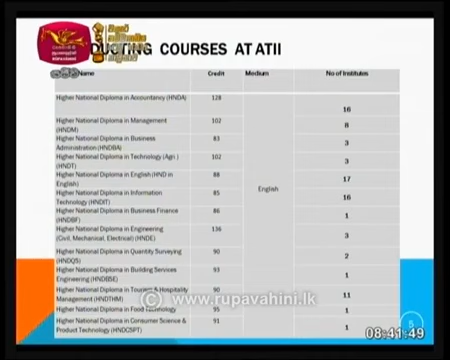 DUCTING COURSES AT ATII
Name Credit Medium No of Institutes
Higher National Diploma in Accountancy (HNDA) 128 16
Higher National Diploma in Management (HNDM) 102 8
Higher National Diploma in Business Administration (HNDBA) 83 3
Higher National Diploma in Technology (Agri.) (HNDT) 102 3
Higher National Diploma in English (HND in English) 88 17
English
Higher National Diploma in Information Technology (HNDIT) 85 16
Higher National Diploma in Business Finance (HNDBF) 86 1
Higher National Diploma in Engineering (Civil, Mechanical, Electrical) (HNDE) 136 3
Higher National Diploma in Quantity Surveying (HNDQS) 90 2
Higher National Diploma in Building Services Engineering (HNDBSE) 93 1
Higher National Diploma in Tourism & Hospitality Management (HNDTHM) 90 11
Higher National Diploma in Food Technology 95 1
Higher National Diploma in Consumer Science & Product Technology (HNDCSPT) 91 1
© www.rupavahini.lk
08:41:49